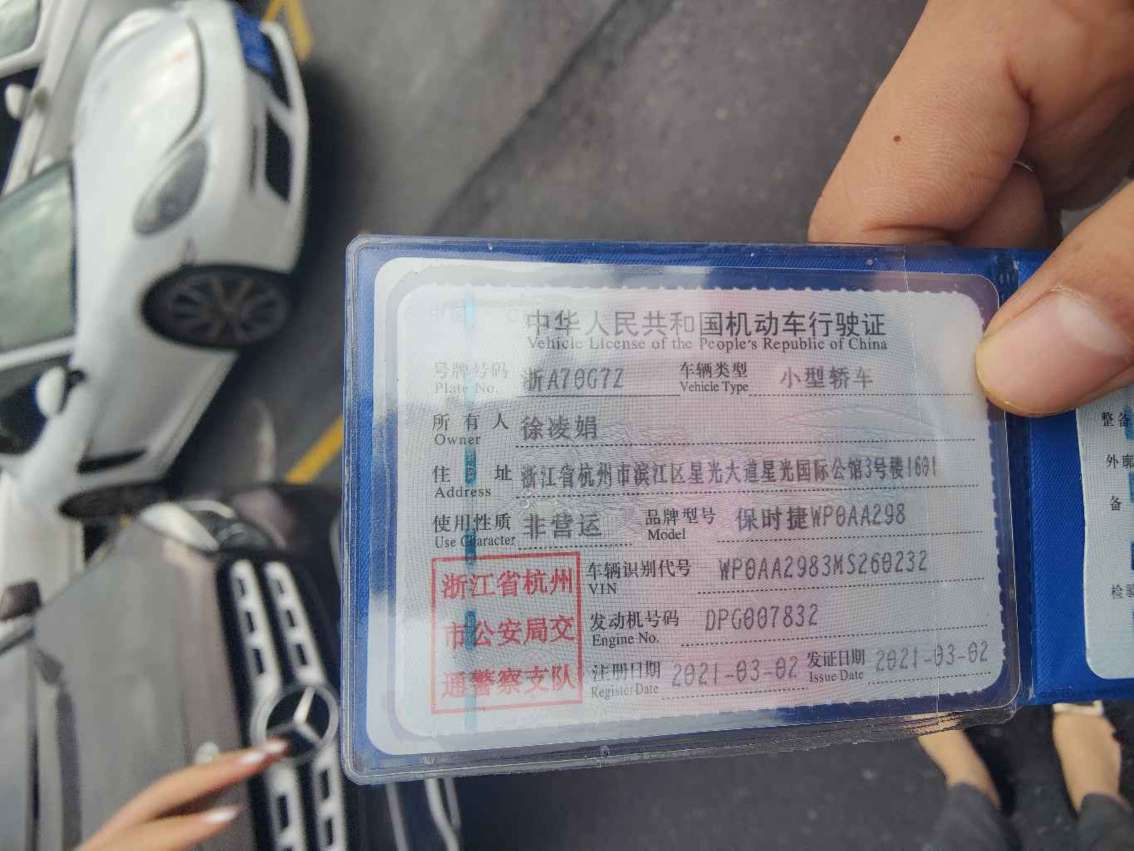 中华人民共和国机动车行驶证
Vehicle License of the People's Republic of China
号牌号码 浙A70G7Z 车辆类型 小型轿车
Plate No. Vehicle Type
所有人 徐凌娟
Owner
住址 浙江省杭州市滨江区星光大道星光国际公馆3号楼1601
Address
使用性质 非营运 品牌型号 保时捷WP0AA298
Use Character Model
浙江省杭州
市公安局交
通警察支队
车辆识别代号 WP0AA2983MS260232
VIN
发动机号码 DPG007832
Engine No.
注册日期 2021-03-02 发证日期 2021-03-02
Register Date Issue Date
整备
外廓
备
检验